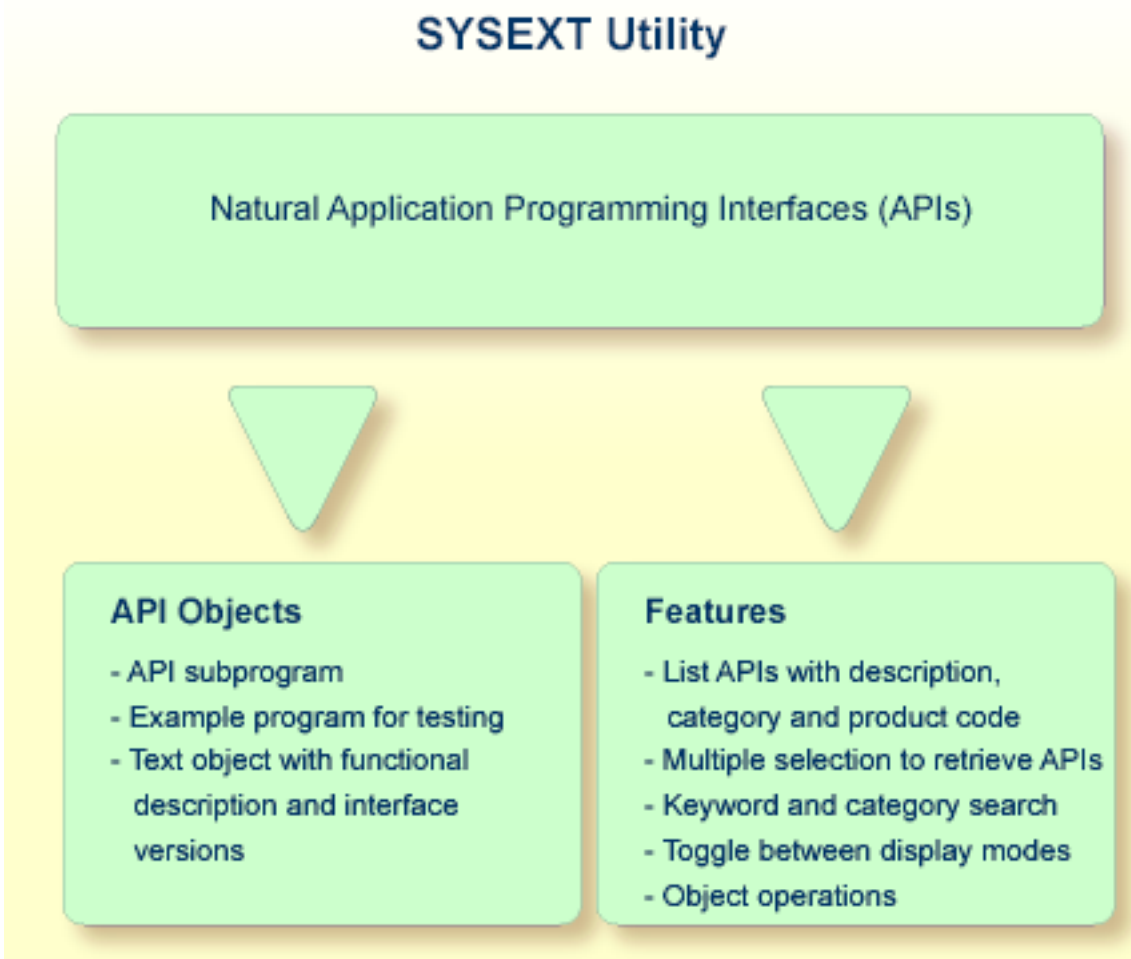 SYSEXT Utility
Natural Application Programming Interfaces (APIs)
API Objects
- API subprogram
- Example program for testing
- Text object with functional
description and interface
versions
Features
- List APIs with description,
category and product code
- Multiple selection to retrieve APIs
- Keyword and category search
- Toggle between display modes
- Object operations